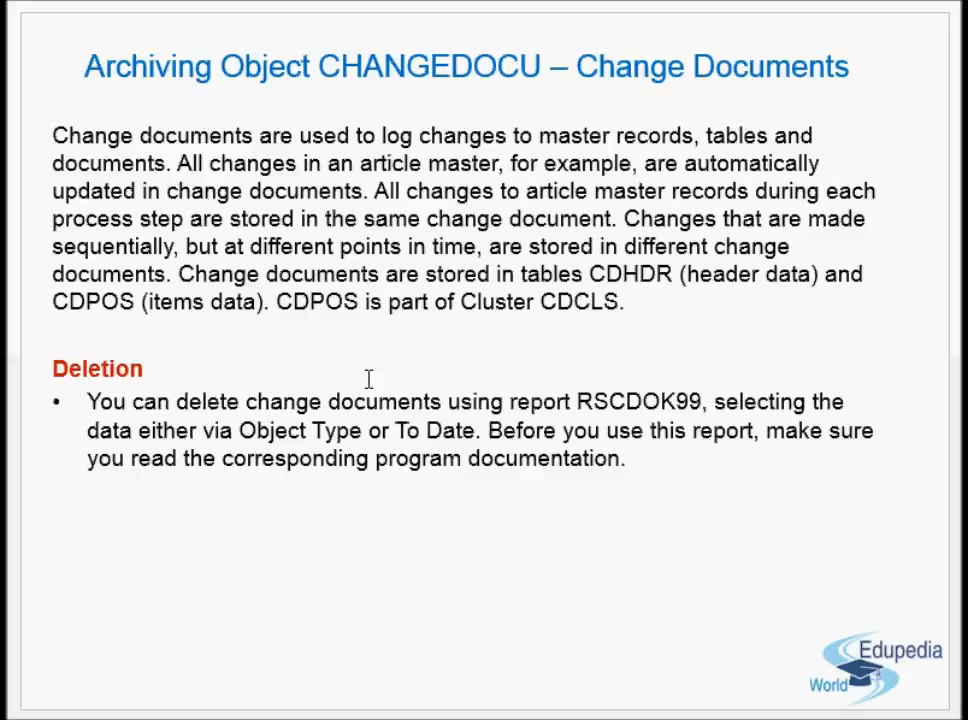 Archiving Object CHANGEDOCU – Change Documents
Change documents are used to log changes to master records, tables and
documents. All changes in an article master, for example, are automatically
updated in change documents. All changes to article master records during each
process step are stored in the same change document. Changes that are made
sequentially, but at different points in time, are stored in different change
documents. Change documents are stored in tables CDHDR (header data) and
CDPOS (items data). CDPOS is part of Cluster CDCLS.
Deletion
• You can delete change documents using report RSCDOK99, selecting the
data either via Object Type or To Date. Before you use this report, make sure
you read the corresponding program documentation.
Edupedia
World